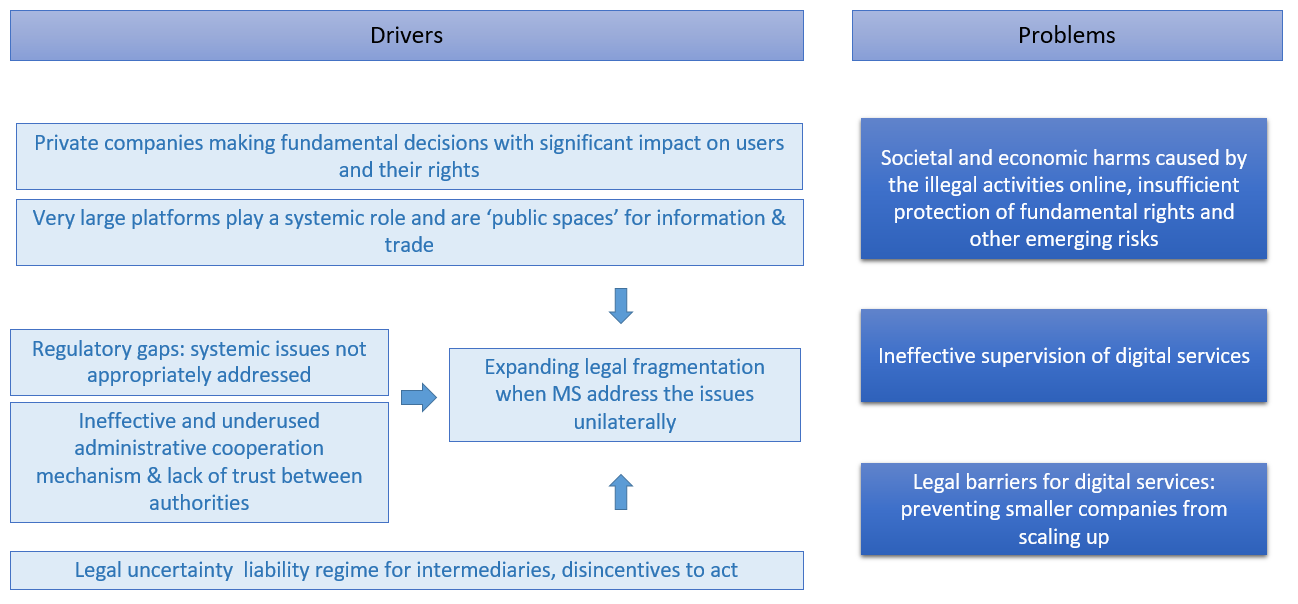 Drivers
Problems
Private companies making fundamental decisions with significant impact on users
and their rights
Very large platforms play a systemic role and are ‘public spaces’ for information &
trade
Regulatory gaps: systemic issues not
appropriately addressed
Ineffective and underused
administrative cooperation
mechanism & lack of trust between
authorities
Expanding legal fragmentation
when MS address the issues
unilaterally
Legal uncertainty  liability regime for intermediaries, disincentives to act
Societal and economic harms caused by
the illegal activities online, insufficient
protection of fundamental rights and
other emerging risks
Ineffective supervision of digital services
Legal barriers for digital services:
preventing smaller companies from
scaling up